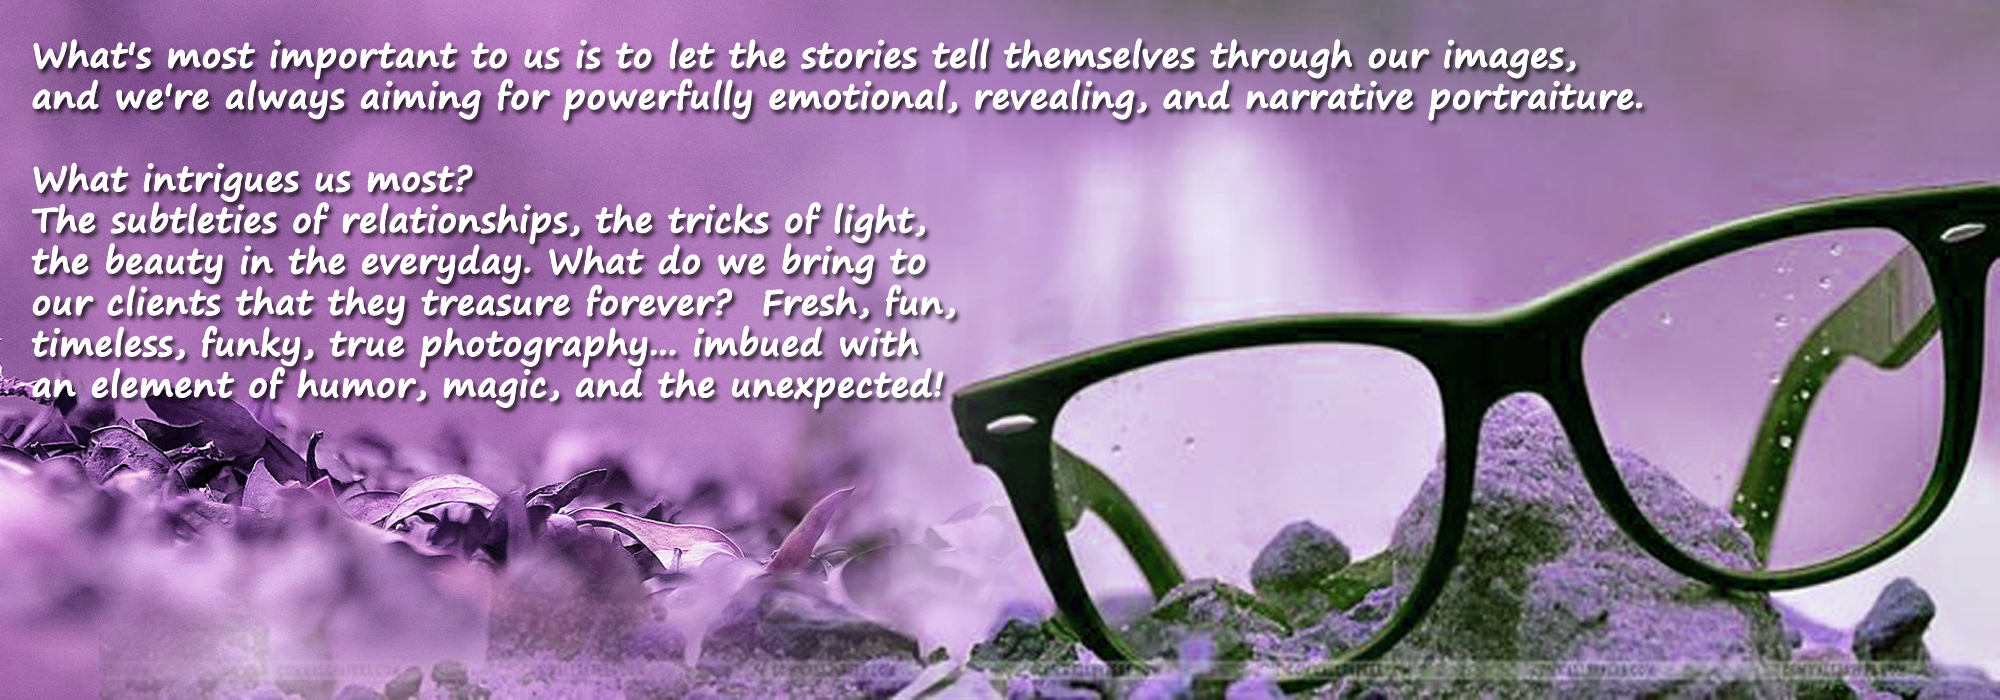 What's most important to us is to let the stories tell themselves through our images,
and we're always aiming for powerfully emotional, revealing, and narrative portraiture.
What intrigues us most?
The subtleties of relationships, the tricks of light,
the beauty in the everyday. What do we bring to
our clients that they treasure forever?  Fresh, fun,
timeless, funky, true photography... imbued with
an element of humor, magic, and the unexpected!